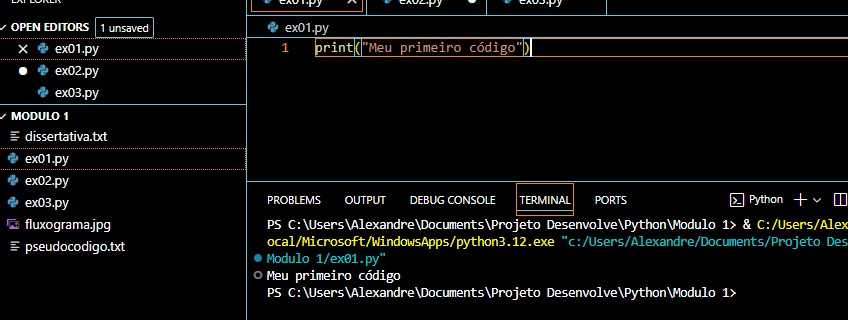 EXPLORER
OPEN EDITORS 1 unsaved
ex01.py
ex02.py
ex03.py
MODULO 1
dissertativa.txt
ex01.py
ex02.py
ex03.py
fluxograma.jpg
pseudocodigo.txt
ex01.py ex02.py ex03.py
ex01.py
1 print("Meu primeiro código")
PROBLEMS OUTPUT DEBUG CONSOLE TERMINAL PORTS Python
PS C:\Users\Alexandre\Documents\Projeto Desenvolve\Python\Modulo 1> & C:/Users/Alex
ocal/Microsoft/WindowsApps/python3.12.exe "c:/Users/Alexandre/Documents/Projeto Des
Modulo 1/ex01.py"
Meu primeiro código
PS C:\Users\Alexandre\Documents\Projeto Desenvolve\Python\Modulo 1>